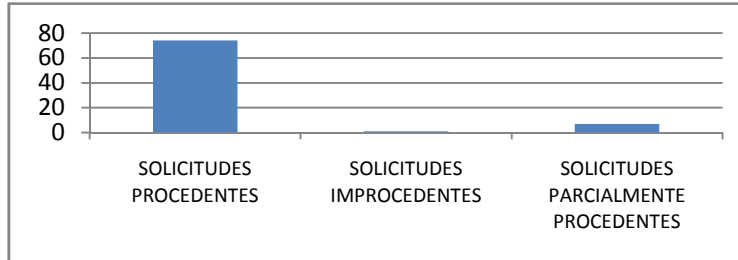 80
60
40
20
0
SOLICITUDES
PROCEDENTES
SOLICITUDES
IMPROCEDENTES
SOLICITUDES
PARCIALMENTE
PROCEDENTES